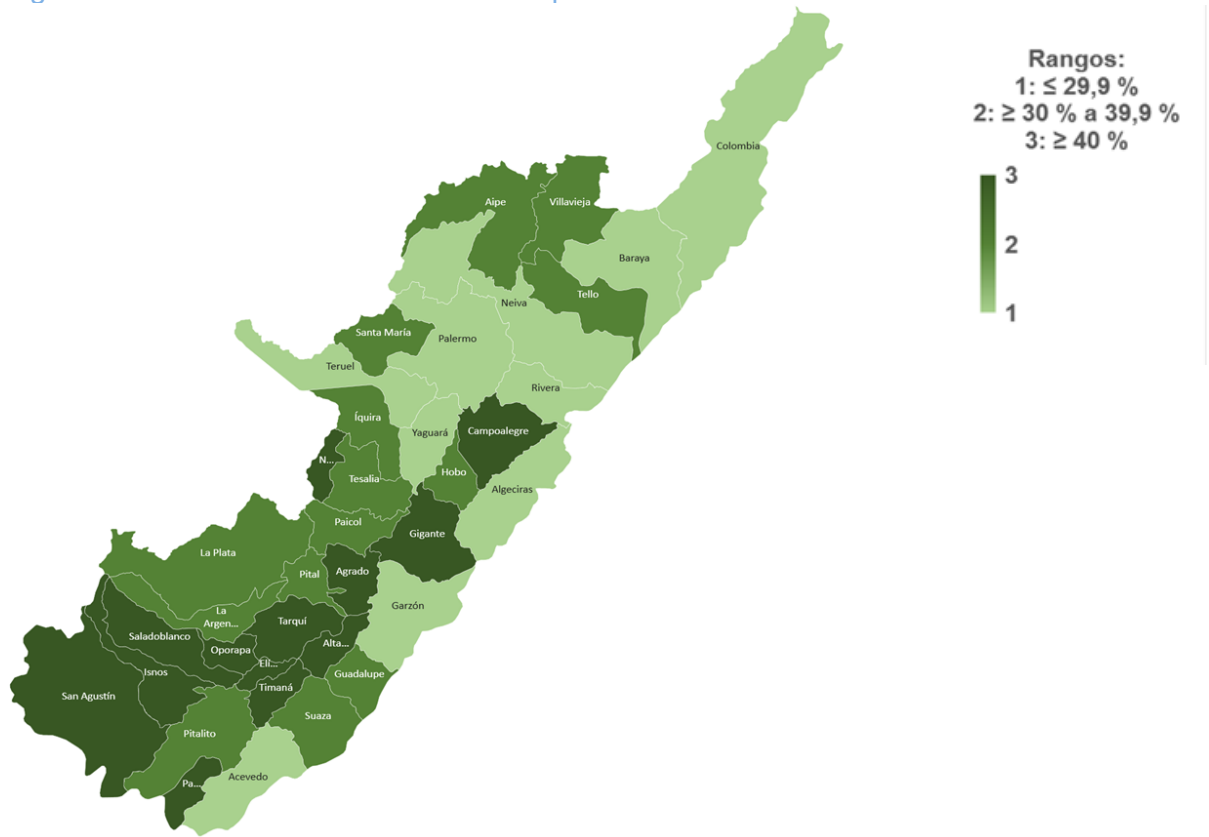 Rangos:
1: ≤ 29,9 %
2: ≥ 30 % a 39,9 %
3: ≥ 40 %
3
2
1
Colombia
Aipe
Villavieja
Baraya
Tello
Neiva
Santa María
Palermo
Teruel
Rivera
Íquira
Yaguará
Campoalegre
N...
Hobo
Tesalia
Algeciras
Paicol
Gigante
La Plata
Pital
Agrado
Garzón
La
Argen...
Tarquí
Saladoblanco
Oporapa
Alta...
Elí...
Isnos
Guadalupe
Timaná
San Agustín
Suaza
Pitalito
Acevedo
Pa...